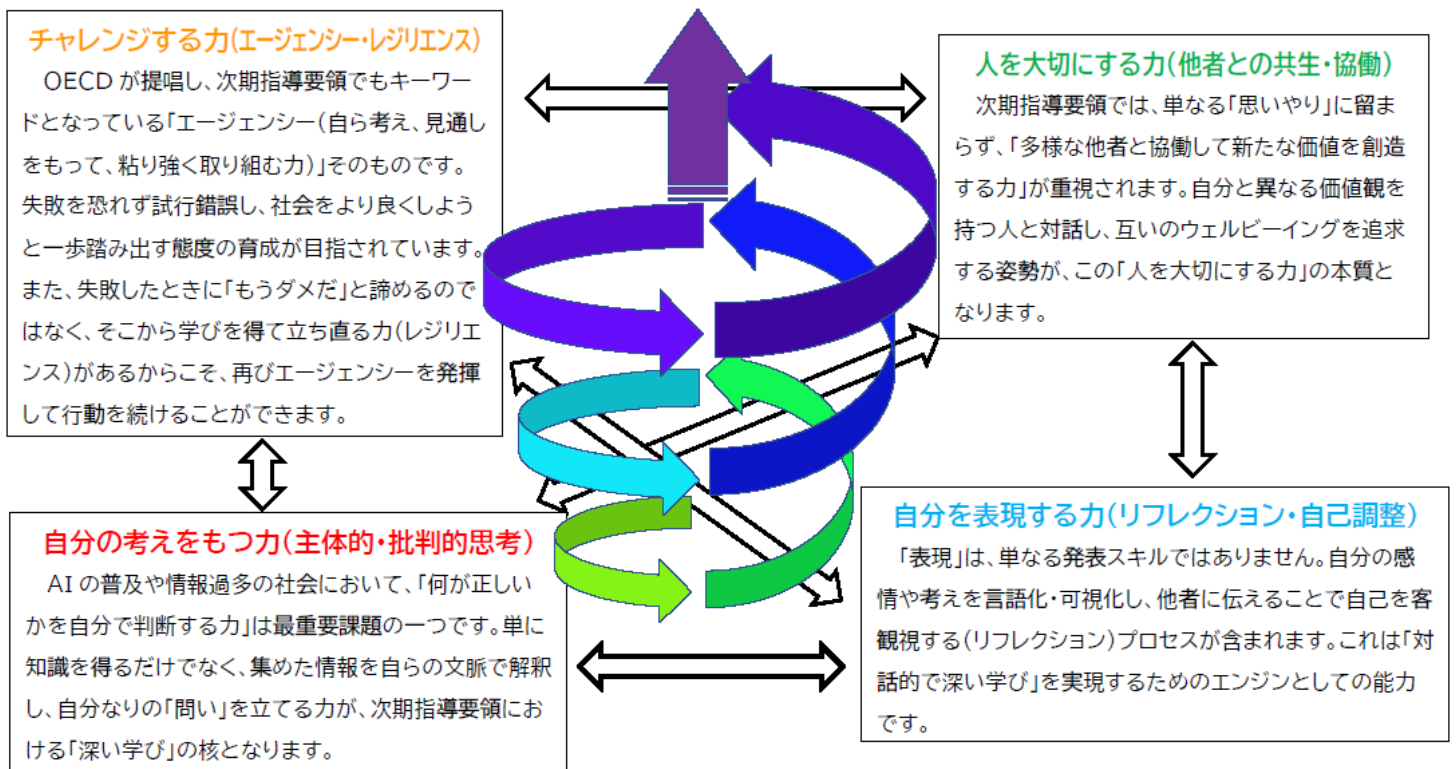 チャレンジする力(エージェンシー・レジリエンス)
OECD が提唱し、次期指導要領でもキーワー
ドとなっている「エージェンシー(自ら考え、見通し
をもって、粘り強く取り組む力)」そのものです。
失敗を恐れず試行錯誤し、社会をより良くしよう
と一歩踏み出す態度の育成が目指されています。
また、失敗したときに「もうダメだ」と諦めるので
はなく、そこから学びを得て立ち直る力(レジリエ
ンス)があるからこそ、再びエージェンシーを発揮
して行動を続けることができます。
人を大切にする力(他者との共生・協働)
次期指導要領では、単なる「思いやり」に留ま
らず、「多様な他者と協働して新たな価値を創造
する力」が重視されます。自分と異なる価値観を
持つ人と対話し、互いのウェルビーイングを追求
する姿勢が、この「人を大切にする力」の本質と
なります。
自分の考えをもつ力(主体的・批判的思考)
AI の普及や情報過多の社会において、「何が正しい
かを自分で判断する力」は最重要課題の一つです。単に
知識を得るだけでなく、集めた情報を自らの文脈で解釈
し、自分なりの「問い」を立てる力が、次期指導要領にお
ける「深い学び」の核となります。
自分を表現する力(リフレクション・自己調整)
「表現」は、単なる発表スキルではありません。自分の感
情や考えを言語化・可視化し、他者に伝えることで自己を客
観視する(リフレクション)プロセスが含まれます。これは「対
話的で深い学び」を実現するためのエンジンとしての能力
です。